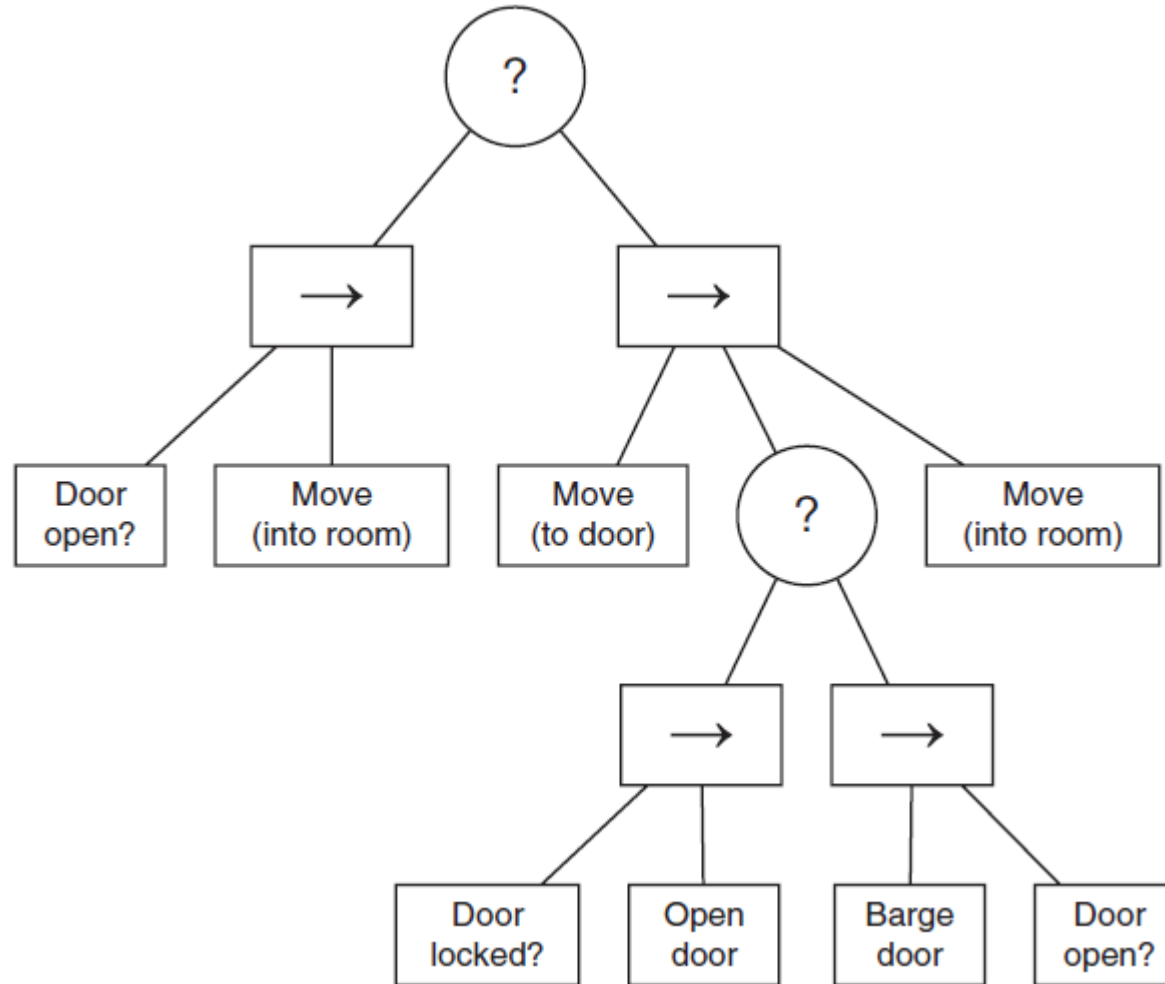 ?
→
→
Door
open?
Move
(into room)
Move
(to door)
?
Move
(into room)
→
→
Door
locked?
Open
door
Barge
door
Door
open?